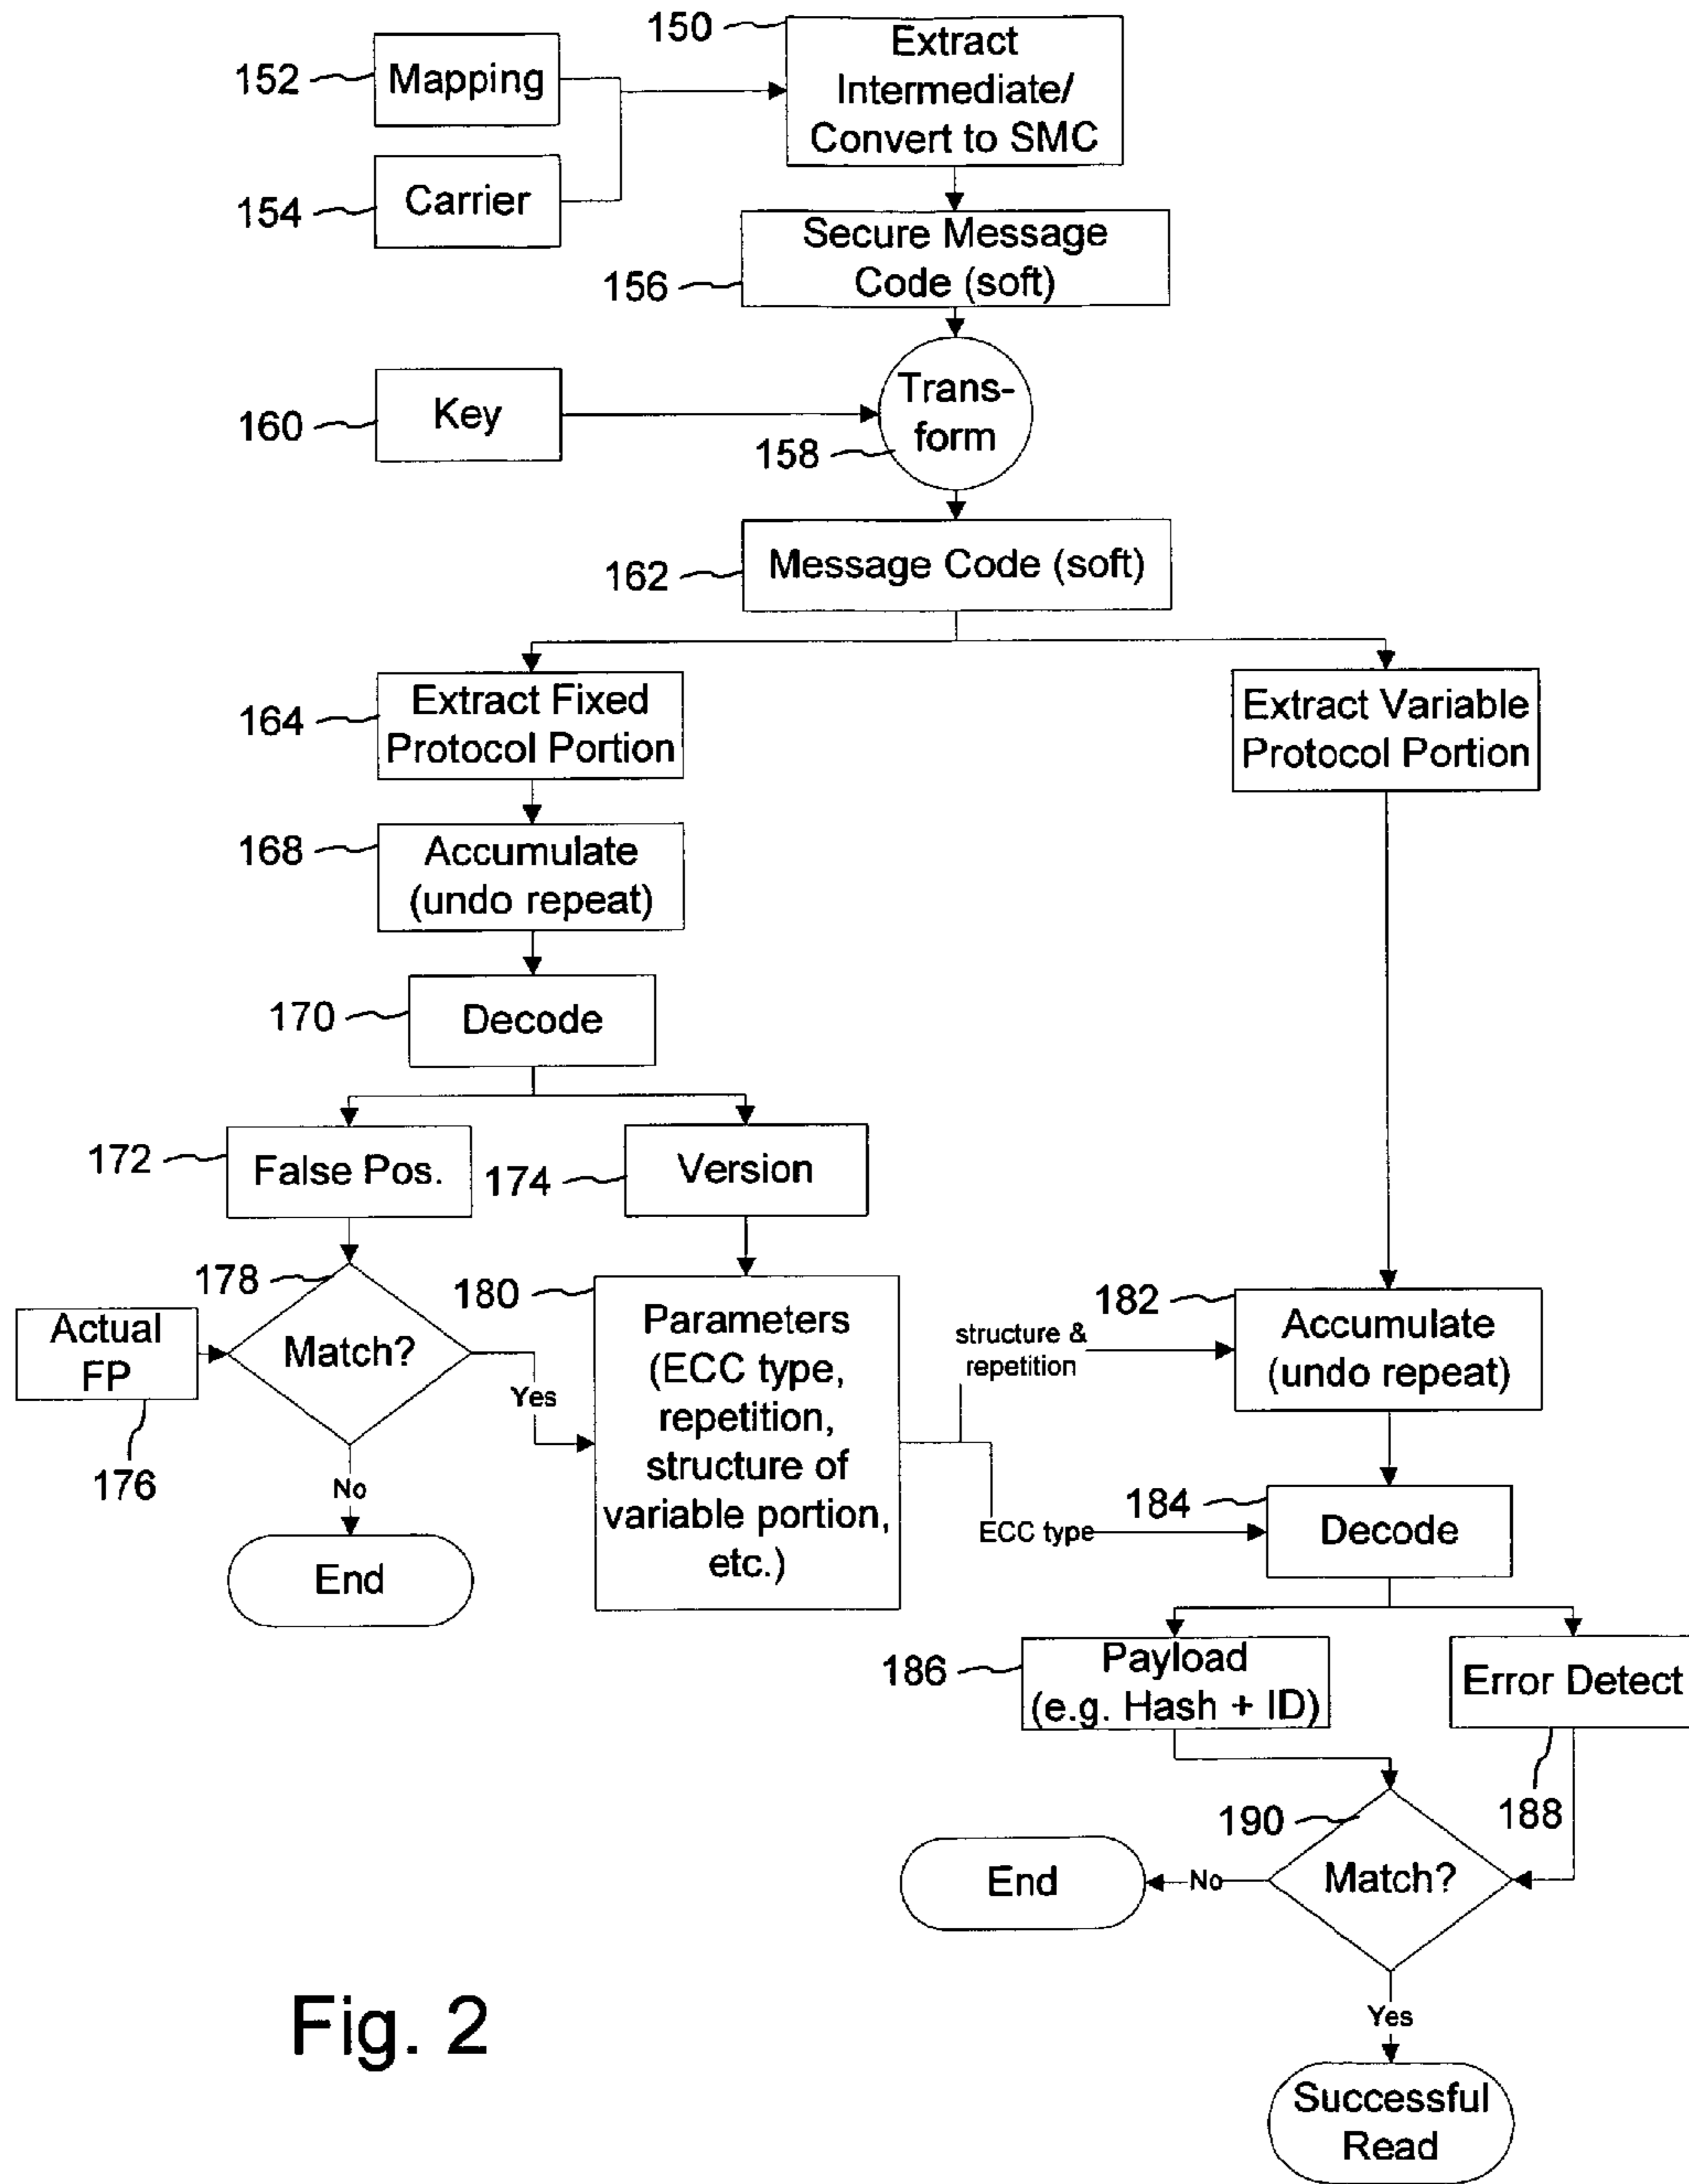 150
Extract
Intermediate/
Convert to SMC
152
Mapping
154
Carrier
Secure Message
Code (soft)
156
160
Key
Trans-
form
158
Message Code (soft)
162
164
Extract Fixed
Protocol Portion
Extract Variable
Protocol Portion
168
Accumulate
(undo repeat)
170
Decode
172
False Pos.
174
Version
178
Match?
Actual
FP
176
Yes
No
End
180
Parameters
(ECC type,
repetition,
structure of
variable portion,
etc.)
structure &
repetition
ECC type
182
Accumulate
(undo repeat)
184
Decode
186
Payload
(e.g. Hash + ID)
Error Detect
188
190
Match?
No
End
Yes
Successful
Read
Fig. 2